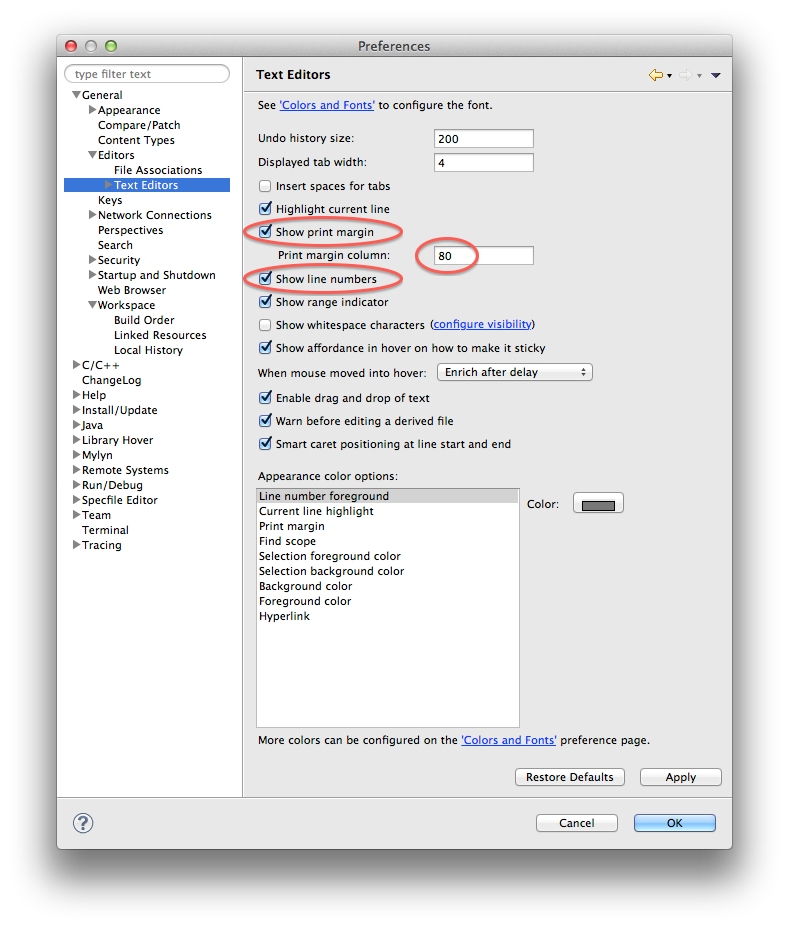 Preferences
type filter text
General
Appearance
Compare/Patch
Content Types
Editors
File Associations
Text Editors
Keys
Network Connections
Perspectives
Search
Security
Startup and Shutdown
Web Browser
Workspace
Build Order
Linked Resources
Local History
C/C++
ChangeLog
Help
Install/Update
Java
Library Hover
Mylyn
Remote Systems
Run/Debug
Specfile Editor
Team
Terminal
Tracing
Text Editors
See 'Colors and Fonts' to configure the font.
Undo history size: 200
Displayed tab width: 4
Insert spaces for tabs
Highlight current line
Show print margin
Print margin column: 80
Show line numbers
Show range indicator
Show whitespace characters (configure visibility)
Show affordance in hover on how to make it sticky
When mouse moved into hover: Enrich after delay
Enable drag and drop of text
Warn before editing a derived file
Smart caret positioning at line start and end
Appearance color options:
Line number foreground
Current line highlight
Print margin
Find scope
Selection foreground color
Selection background color
Background color
Foreground color
Hyperlink
Color:
More colors can be configured on the 'Colors and Fonts' preference page.
Restore Defaults Apply
? Cancel OK